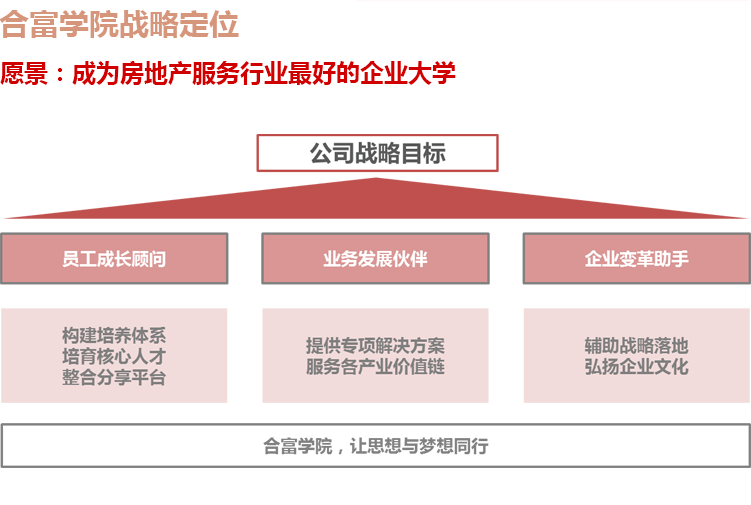 合富学院战略定位
愿景：成为房地产服务行业最好的企业大学
公司战略目标
员工成长顾问
业务发展伙伴
企业变革助手
构建培养体系
培育核心人才
整合分享平台
提供专项解决方案
服务各产业价值链
辅助战略落地
弘扬企业文化
合富学院，让思想与梦想同行